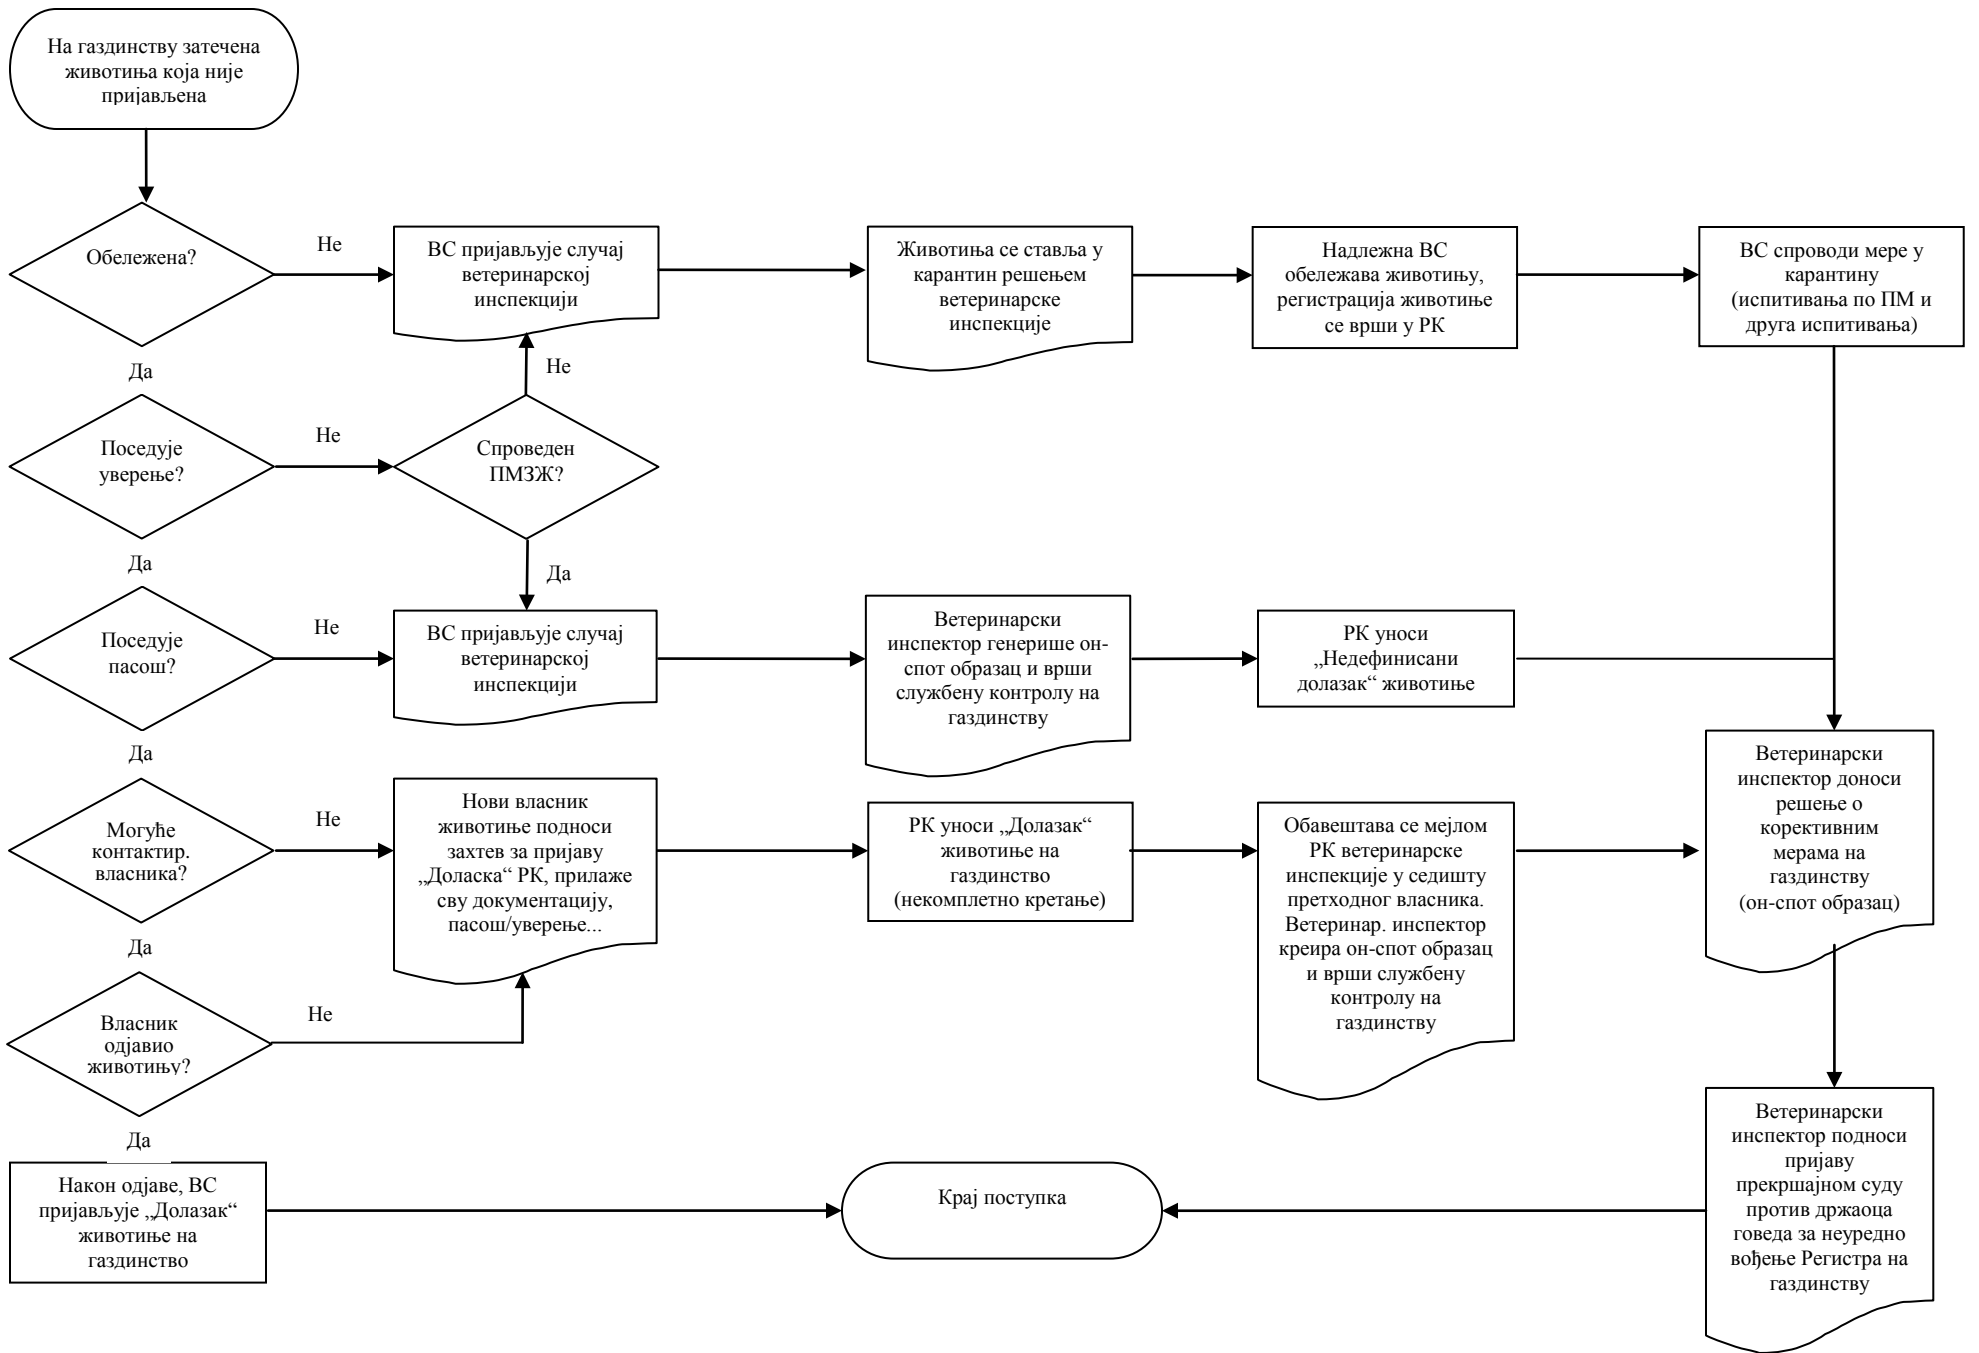 На газдинству затечена
животиња која није
пријављена
Обележена?
Не
ВС пријављује случај
ветеринарској
инспекцији
Животиња се ставља у
карантин решењем
ветеринарске
инспекције
Надлежна ВС
обележава животињу,
регистрација животиње
се врши у РК
ВС спроводи мере у
карантину
(испитивања по ПМ и
друга испитивања)
Да
Не
Поседује
уверење?
Не
Спроведен
ПМЗЖ?
Да
Да
Поседује
пасош?
Не
ВС пријављује случај
ветеринарској
инспекцији
Ветеринарски
инспектор генерише он-
спот образац и врши
службену контролу на
газдинству
РК уноси
„Недефинисани
долазак“ животиње
Да
Могуће
контактир.
власника?
Не
Нови власник
животиње подноси
захтев за пријаву
„Доласка“ РК, прилаже
сву документацију,
пасош/уверење...
РК уноси „Долазак“
животиње на
газдинство
(некомплетно кретање)
Обавештава се мејлом
РК ветеринарске
инспекције у седишту
претходног власника.
Ветеринар. инспектор
креира он-спот образац
и врши службену
контролу на
газдинству
Ветеринарски
инспектор доноси
решење о
корективним
мерама на
газдинству
(он-спот образац)
Да
Власник
одјавио
животињу?
Не
Да
Након одјаве, ВС
пријављује „Долазак“
животиње на
газдинство
Крај поступка
Ветеринарски
инспектор подноси
пријаву
прекршајном суду
против држаоца
говеда за неуредно
вођење Регистра на
газдинству